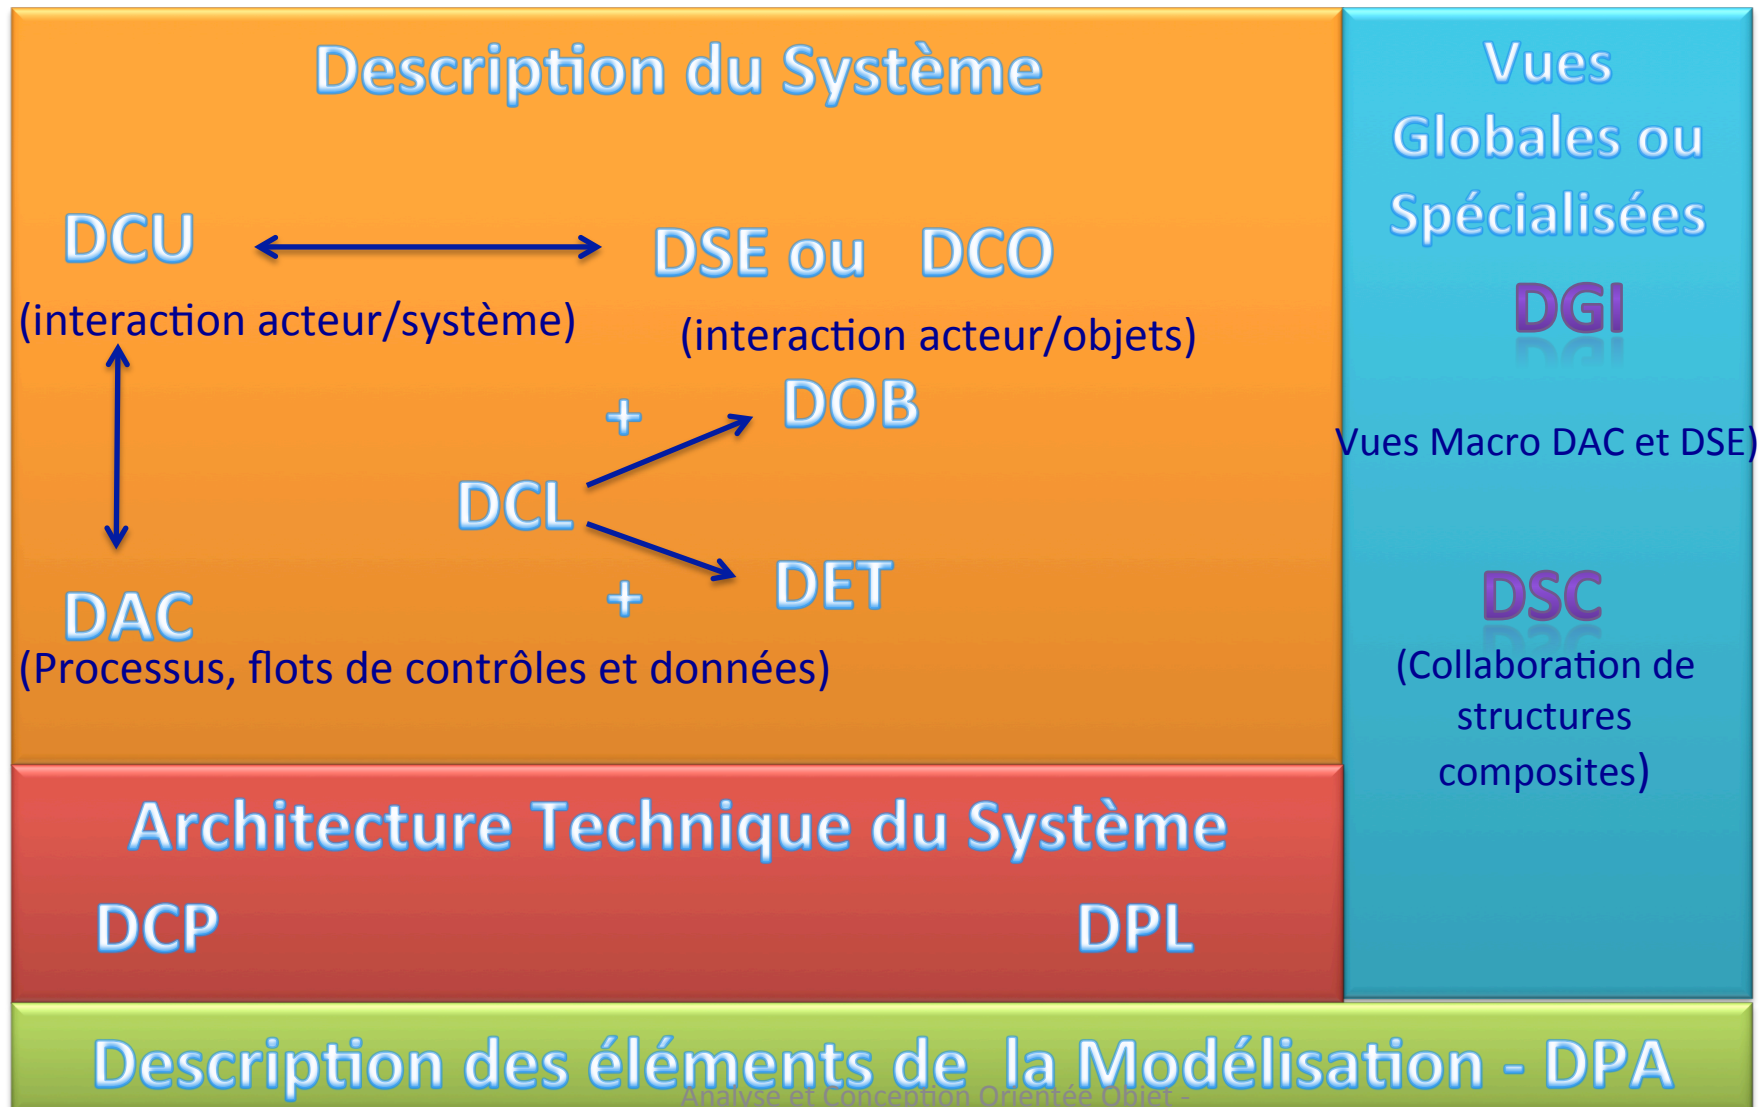 Description du Système
DCU
DSE ou DCO
(interaction acteur/système)
(interaction acteur/objets)
+
DOB
DCL
+
DET
DAC
(Processus, flots de contrôles et données)
Vues
Globales ou
Spécialisées
DGI
Vues Macro DAC et DSE)
DSC
(Collaboration de
structures
composites)
Architecture Technique du Système
DCP
DPL
Description des éléments de la Modélisation - DPA
Analyse et Conception Orientée Objet -